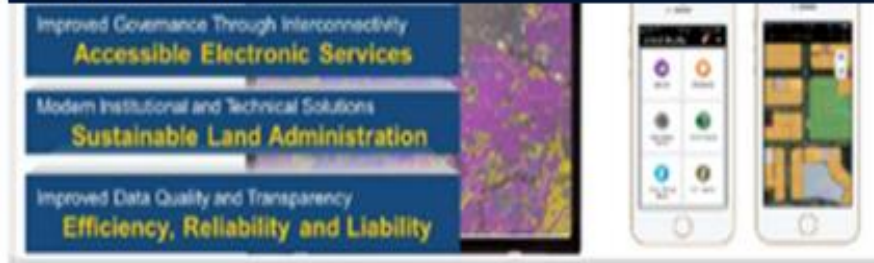 Improved Governance Through Interconnectivity
Accessible Electronic Services
Modern Institutional and Technical Solutions
Sustainable Land Administration
Improved Data Quality and Transparency
Efficiency, Reliability and Liability